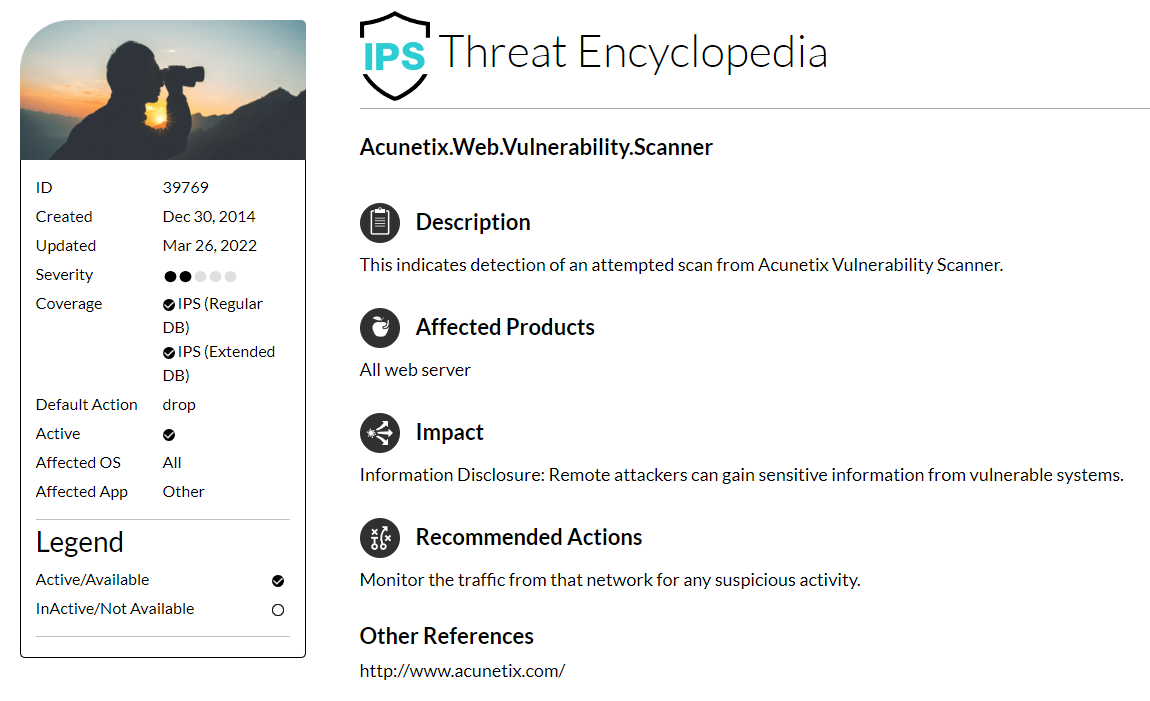 IPS Threat Encyclopedia
Acunetix.Web.Vulnerability.Scanner
ID 39769
Created Dec 30, 2014
Updated Mar 26, 2022
Severity
Coverage IPS (Regular
DB)
IPS (Extended
DB)
Default Action drop
Active
Affected OS All
Affected App Other
Legend
Active/Available
InActive/Not Available
Description
This indicates detection of an attempted scan from Acunetix Vulnerability Scanner.
Affected Products
All web server
Impact
Information Disclosure: Remote attackers can gain sensitive information from vulnerable systems.
Recommended Actions
Monitor the traffic from that network for any suspicious activity.
Other References
http://www.acunetix.com/